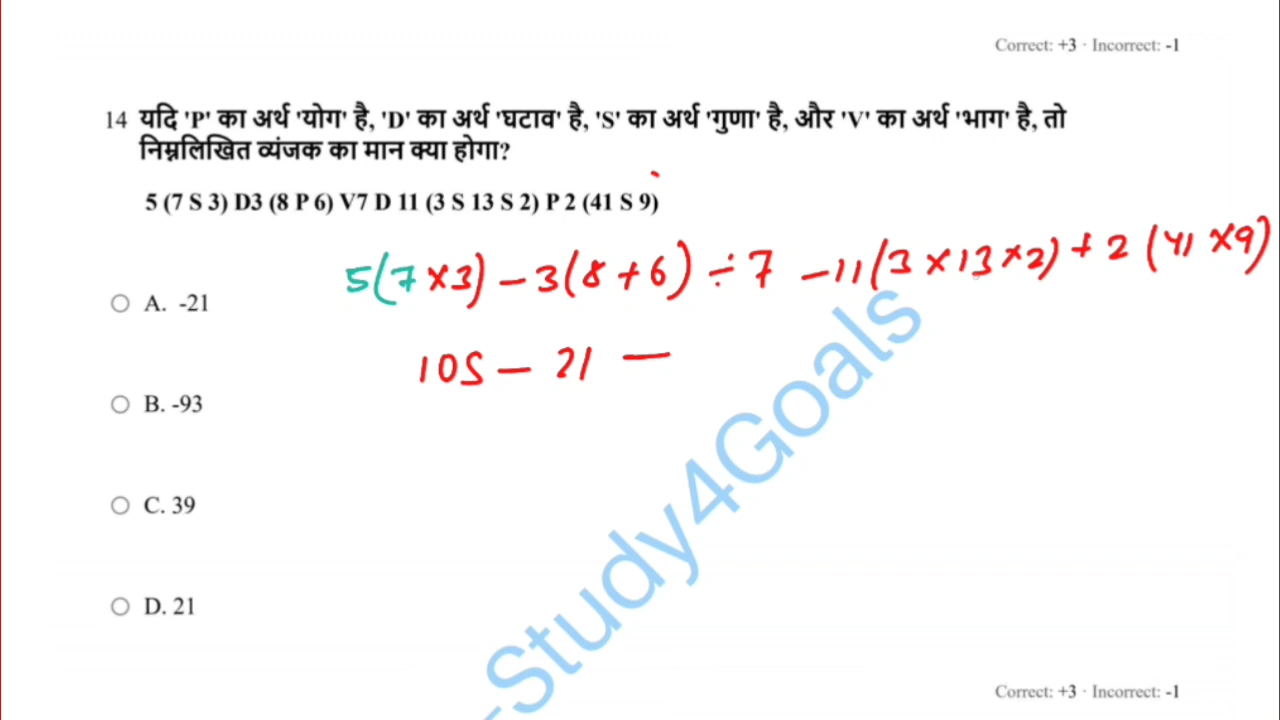 Correct: +3 · Incorrect: -1
14 यदि 'P' का अर्थ 'योग' है, 'D' का अर्थ 'घटाव' है, 'S' का अर्थ 'गुणा' है, और 'V' का अर्थ 'भाग' है, तो
निम्नलिखित व्यंजक का मान क्या होगा?
5 (7 S 3) D3 (8 P 6) V7 D 11 (3 S 13 S 2) P 2 (41 S 9)
5(7×3) – 3(8+6) ÷ 7 – 11(3×13×2) + 2(41×9)
A. -21
105 – 21 –
B. -93
C. 39
D. 21
-Study4Goals
Correct: +3 · Incorrect: -1